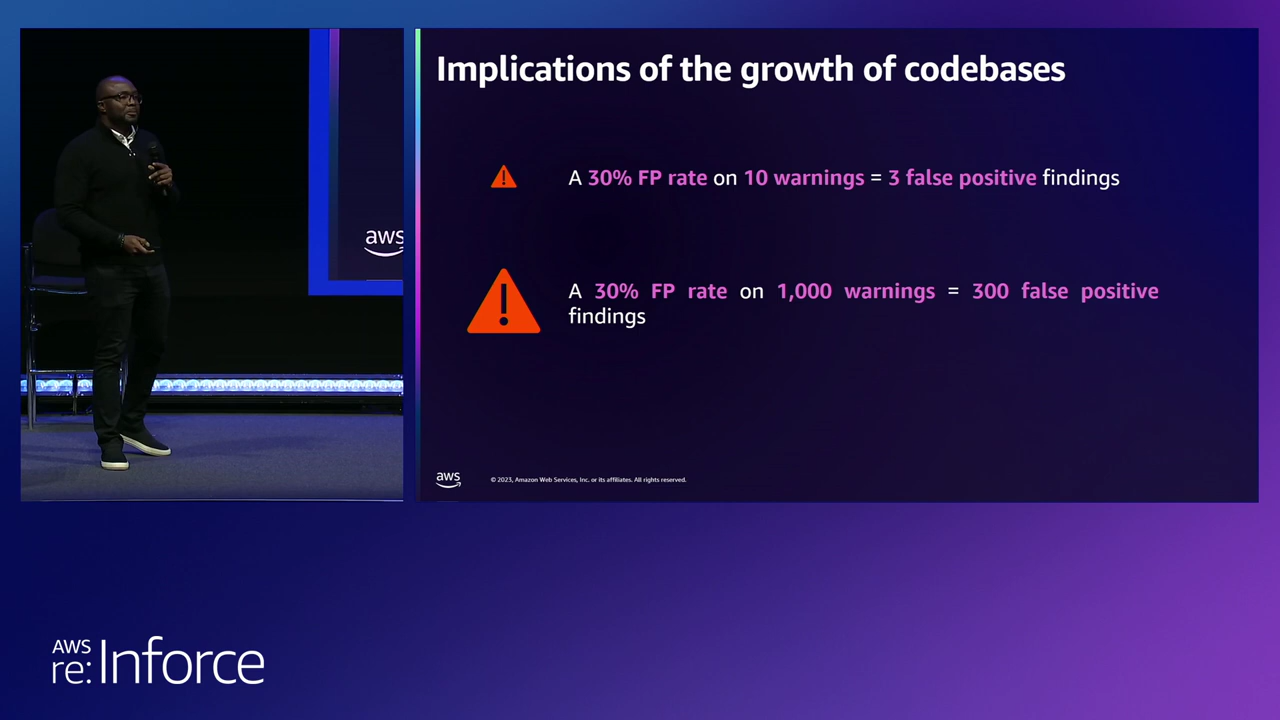 Implications of the growth of codebases
A 30% FP rate on 10 warnings = 3 false positive findings
A 30% FP rate on 1,000 warnings = 300 false positive
findings
aws
aws
© 2023, Amazon Web Services, Inc. or its affiliates. All rights reserved.
AWS
re:Inforce